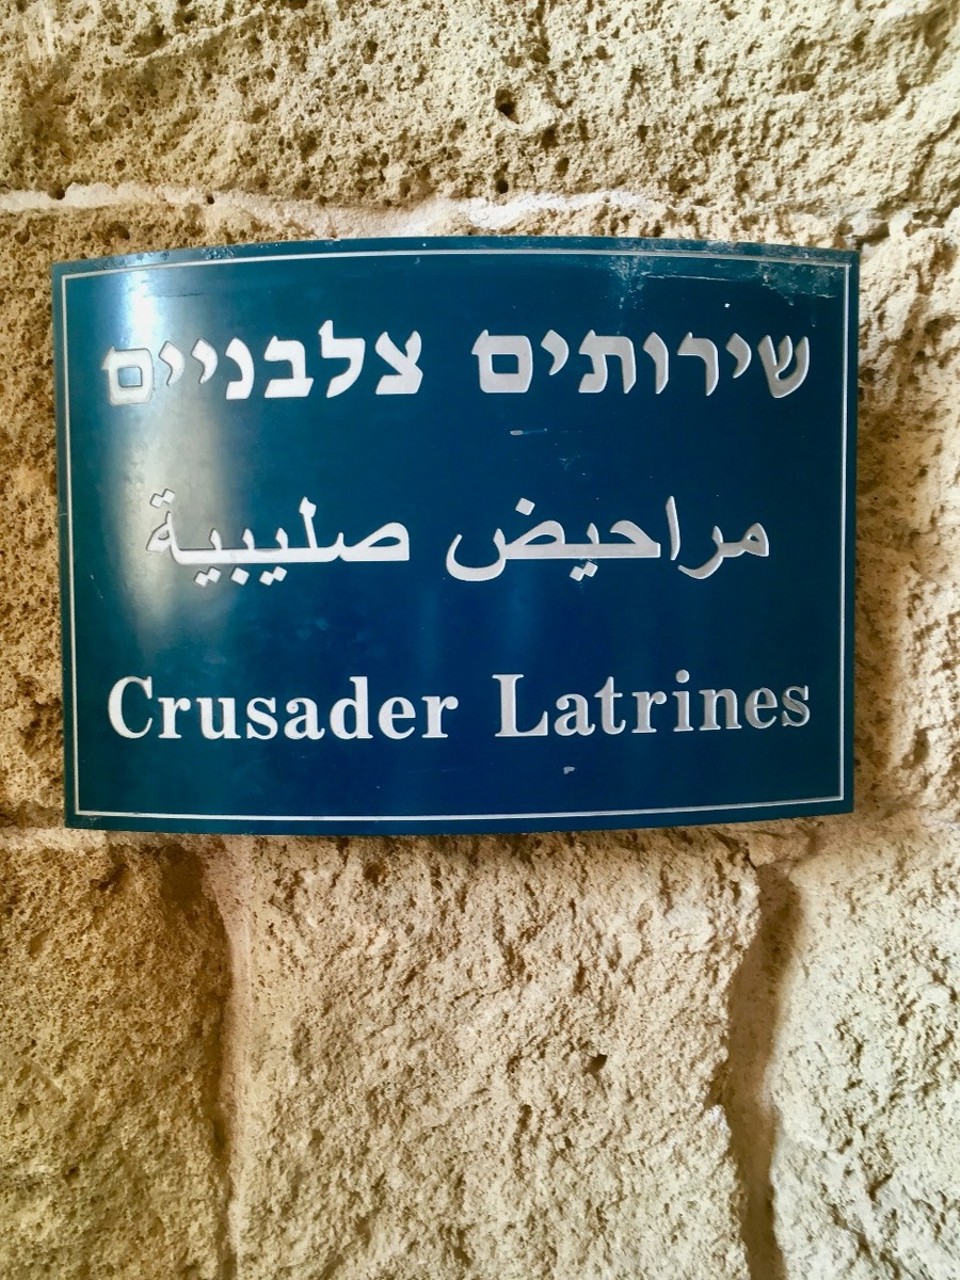 שירותים צלבניים
مراحيض صليبية
Crusader Latrines